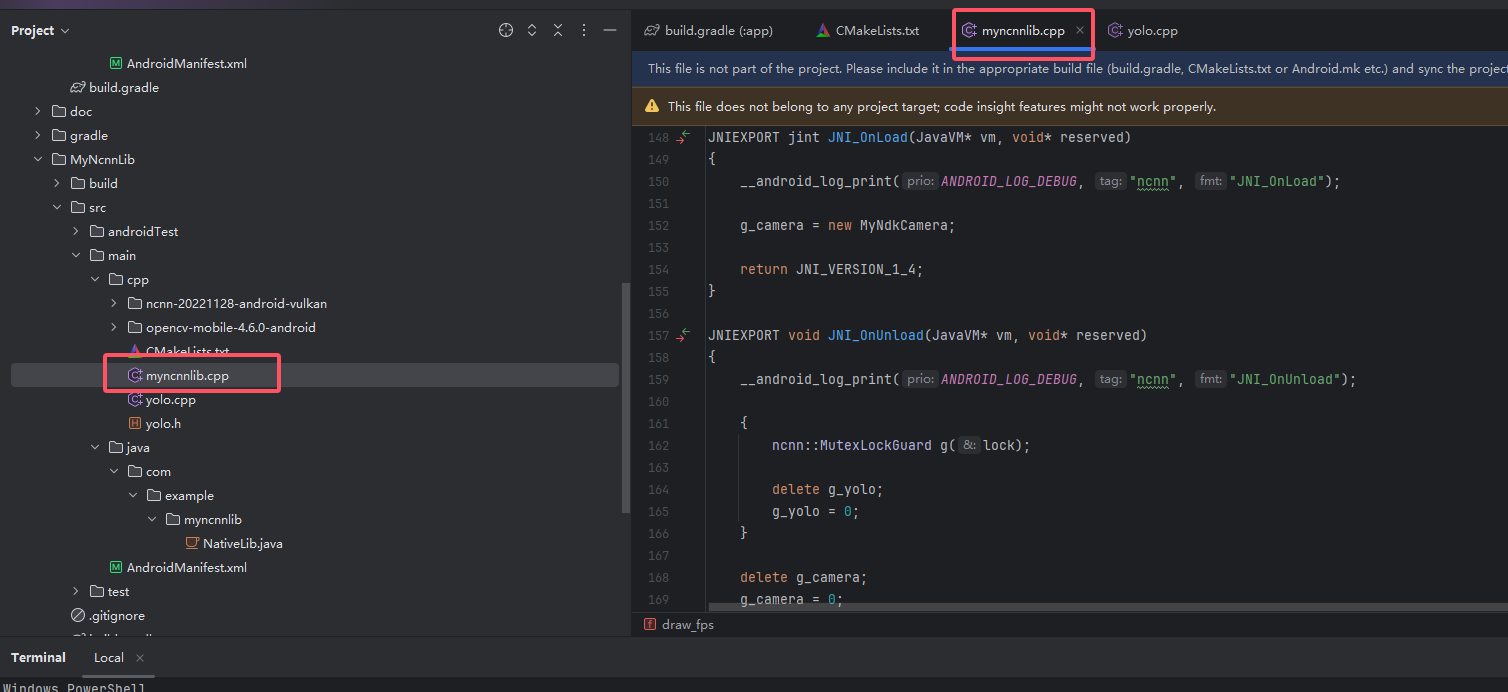 Project
AndroidManifest.xml
build.gradle
doc
gradle
MyNcnnLib
build
src
androidTest
main
cpp
ncnn-20221128-android-vulkan
opencv-mobile-4.6.0-android
CMakeLists.txt
myncnnlib.cpp
yolo.cpp
yolo.h
java
com
example
myncnnlib
NativeLib.java
AndroidManifest.xml
test
.gitignore
build.gradle (:app) CMakeLists.txt myncnnlib.cpp yolo.cpp
This file is not part of the project. Please include it in the appropriate build file (build.gradle, CMakeLists.txt or Android.mk etc.) and sync the project
This file does not belong to any project target; code insight features might not work properly.
148 JNIEXPORT jint JNI_OnLoad(JavaVM* vm, void* reserved)
149 {
150 __android_log_print( prio: ANDROID_LOG_DEBUG, tag: "ncnn", fmt: "JNI_OnLoad");
151
152 g_camera = new MyNdkCamera;
153
154 return JNI_VERSION_1_4;
155 }
156
157 JNIEXPORT void JNI_OnUnload(JavaVM* vm, void* reserved)
158 {
159 __android_log_print( prio: ANDROID_LOG_DEBUG, tag: "ncnn", fmt: "JNI_OnUnload");
160
161 {
162 ncnn::MutexLockGuard g( &: lock);
163
164 delete g_yolo;
165 g_yolo = 0;
166 }
167
168 delete g_camera;
169 g_camera = 0;
draw_fps
Terminal Local
Windows PowerShell